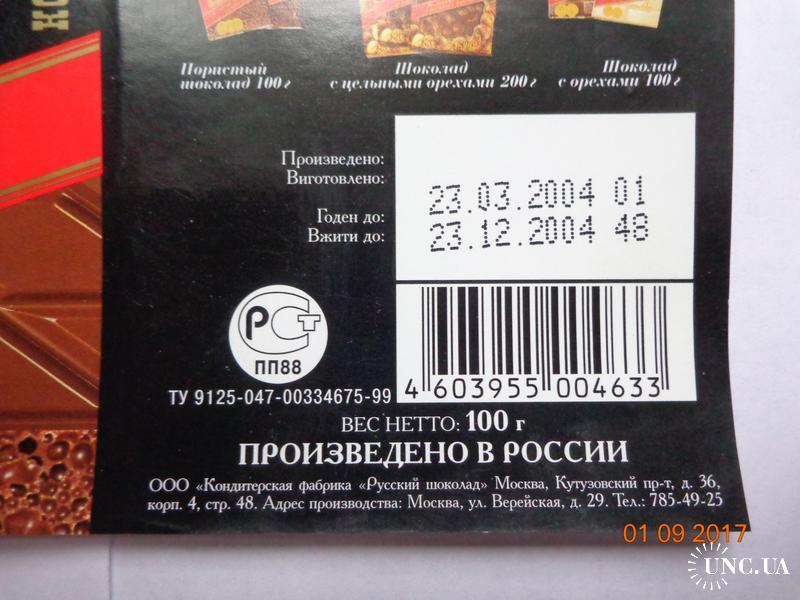 Пористый
шоколад 100 г
Шоколад
с цельными орехами 200 г
Шоколад
с орехами 100 г
Произведено:
Виготовлено:
23.03.2004 01
Годен до:
Вжити до:
23.12.2004 48
РСТ
ПП88
ТУ 9125-047-00334675-99
4 603955 004633
ВЕС НЕТТО: 100 г
ПРОИЗВЕДЕНО В РОССИИ
ООО «Кондитерская фабрика «Русский шоколад» Москва, Кутузовский пр-т, д. 36,
корп. 4, стр. 48. Адрес производства: Москва, ул. Верейская, д. 29. Тел.: 785-49-25
01 09 2017
UNC.UA